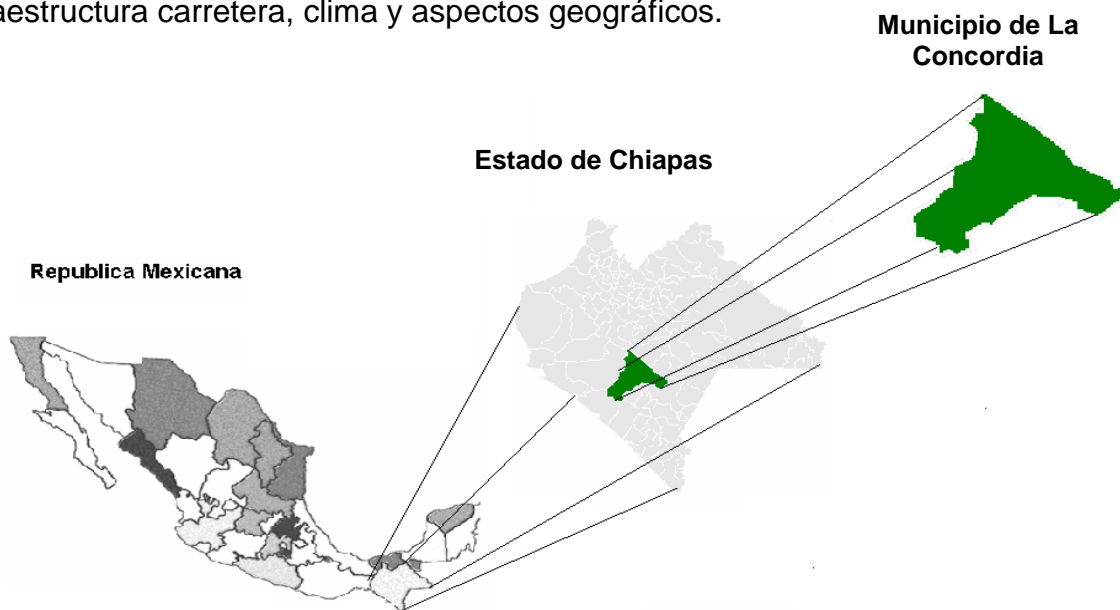 aestructura carretera, clima y aspectos geográficos.
Municipio de La
Concordia
Estado de Chiapas
Republica Mexicana